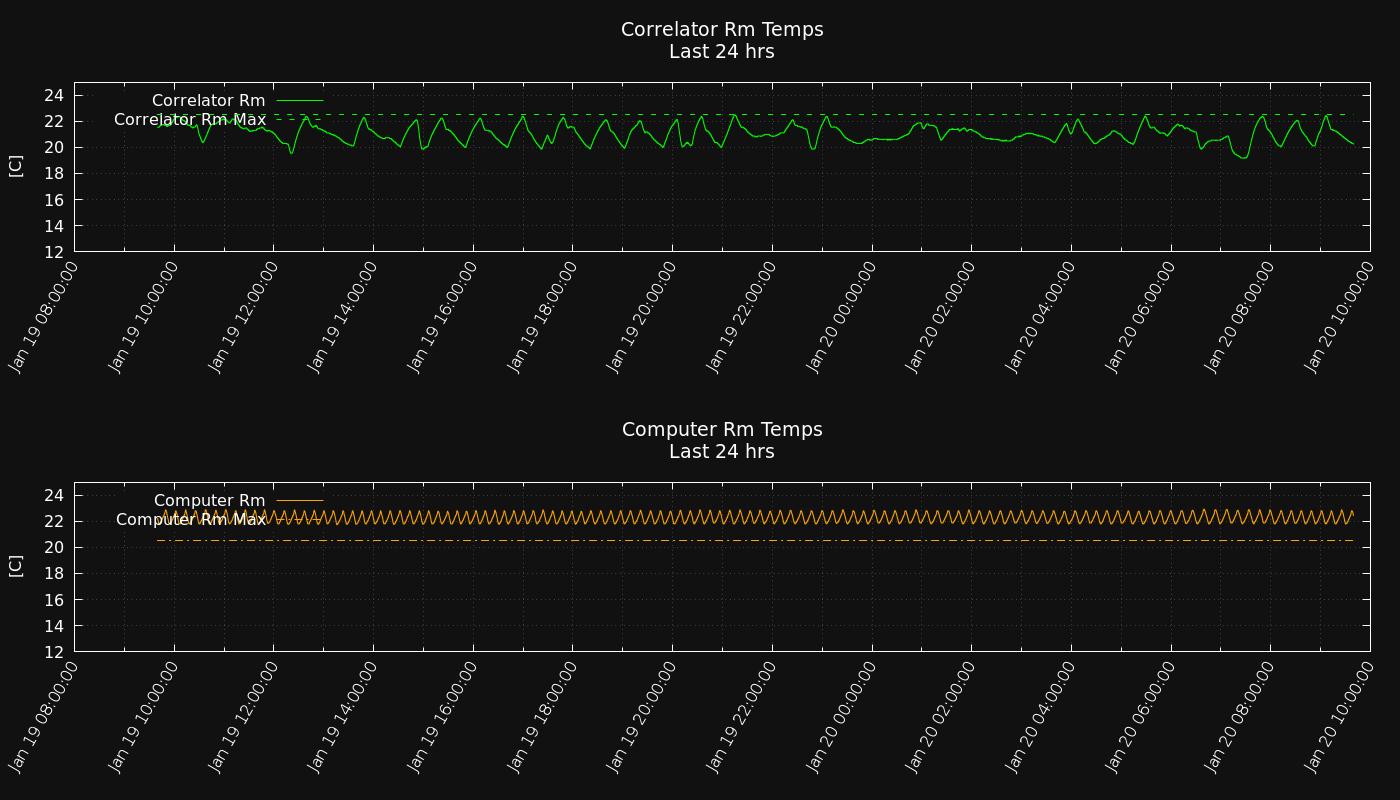 Correlator Rm Temps
Last 24 hrs
Correlator Rm
Correlator Rm Max
[C]
24
22
20
18
16
14
12
Jan 19 08:00:00
Jan 19 10:00:00
Jan 19 12:00:00
Jan 19 14:00:00
Jan 19 16:00:00
Jan 19 18:00:00
Jan 19 20:00:00
Jan 19 22:00:00
Jan 20 00:00:00
Jan 20 02:00:00
Jan 20 04:00:00
Jan 20 06:00:00
Jan 20 08:00:00
Jan 20 10:00:00
Computer Rm Temps
Last 24 hrs
Computer Rm
Computer Rm Max
[C]
24
22
20
18
16
14
12
Jan 19 08:00:00
Jan 19 10:00:00
Jan 19 12:00:00
Jan 19 14:00:00
Jan 19 16:00:00
Jan 19 18:00:00
Jan 19 20:00:00
Jan 19 22:00:00
Jan 20 00:00:00
Jan 20 02:00:00
Jan 20 04:00:00
Jan 20 06:00:00
Jan 20 08:00:00
Jan 20 10:00:00